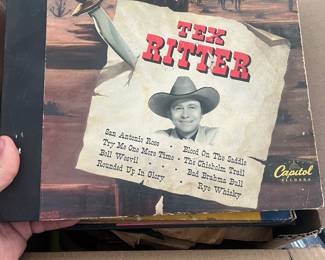 TEX
RITTER
San Antonio Rose • Blood On The Saddle
Try Me One More Time • The Chisholm Trail
Boll Weevil • • Bad Brahma Bull
Rounded Up In Glory • Rye Whisky
Capitol
RECORDS